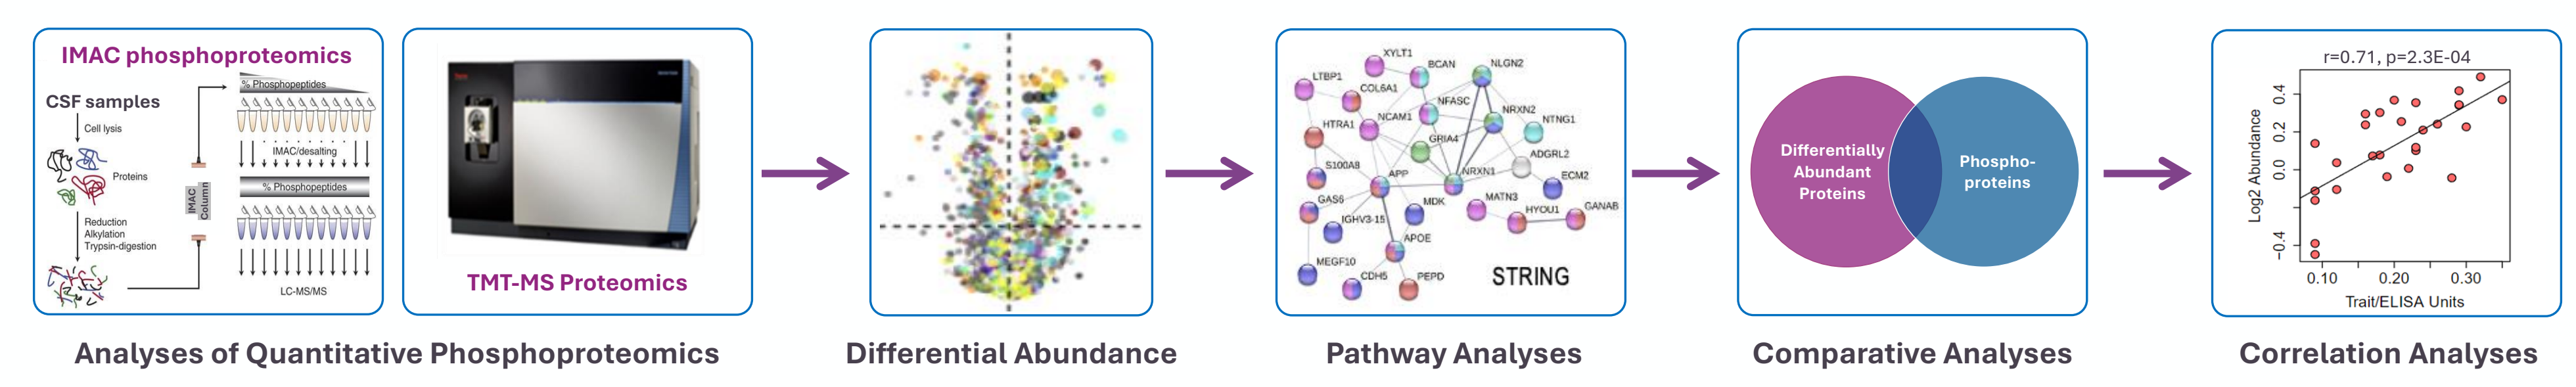 IMAC phosphoproteomics
CSF samples
Cell lysis
Proteins
Reduction
Alkylation
Trypsin-digestion
IMAC
Column
% Phosphopeptides
IMAC/desalting
% Phosphopeptides
LC-MS/MS
TMT-MS Proteomics
Analyses of Quantitative Phosphoproteomics
Differential Abundance
XYLT1
BCAN
NLGN2
LTBP1
COL6A1
NFASC
NRXN2
NCAM1
NTNG1
HTRA1
GRIA4
ADGRL2
S100A8
APP
NRXN1
ECM2
GAS6
MDK
MATN3
HYOU1
GANAB
IGHV3-15
APOE
MEGF10
CDH5
PEPD
STRING
Pathway Analyses
Differentially
Abundant
Proteins
Phospho-
proteins
Comparative Analyses
r=0.71, p=2.3E-04
Log2 Abundance
0.4
0.2
0.0
−0.4
0.10
0.20
0.30
Trait/ELISA Units
Correlation Analyses